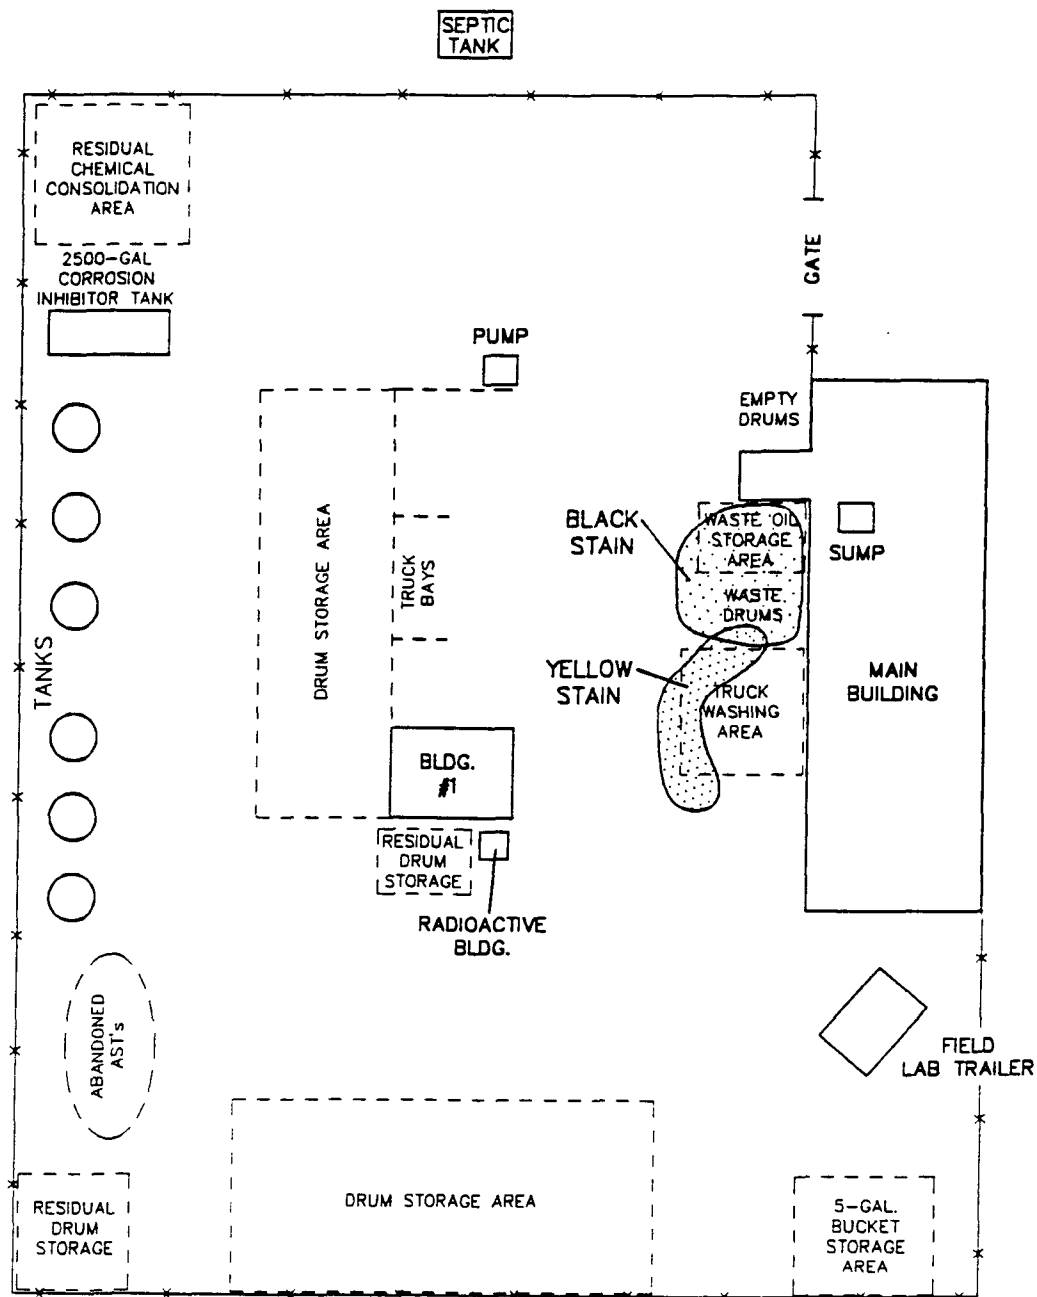 SEPTIC
TANK
RESIDUAL
CHEMICAL
CONSOLIDATION
AREA
2500-GAL
CORROSION
INHIBITOR TANK
GATE
PUMP
EMPTY
DRUMS
BLACK
STAIN
WASTE OIL
STORAGE
AREA
SUMP
WASTE
DRUMS
DRUM STORAGE AREA
TRUCK
BAYS
TANKS
YELLOW
STAIN
TRUCK
WASHING
AREA
MAIN
BUILDING
BLDG.
#1
RESIDUAL
DRUM
STORAGE
RADIOACTIVE
BLDG.
ABANDONED
AST's
FIELD
LAB TRAILER
RESIDUAL
DRUM
STORAGE
DRUM STORAGE AREA
5-GAL.
BUCKET
STORAGE
AREA